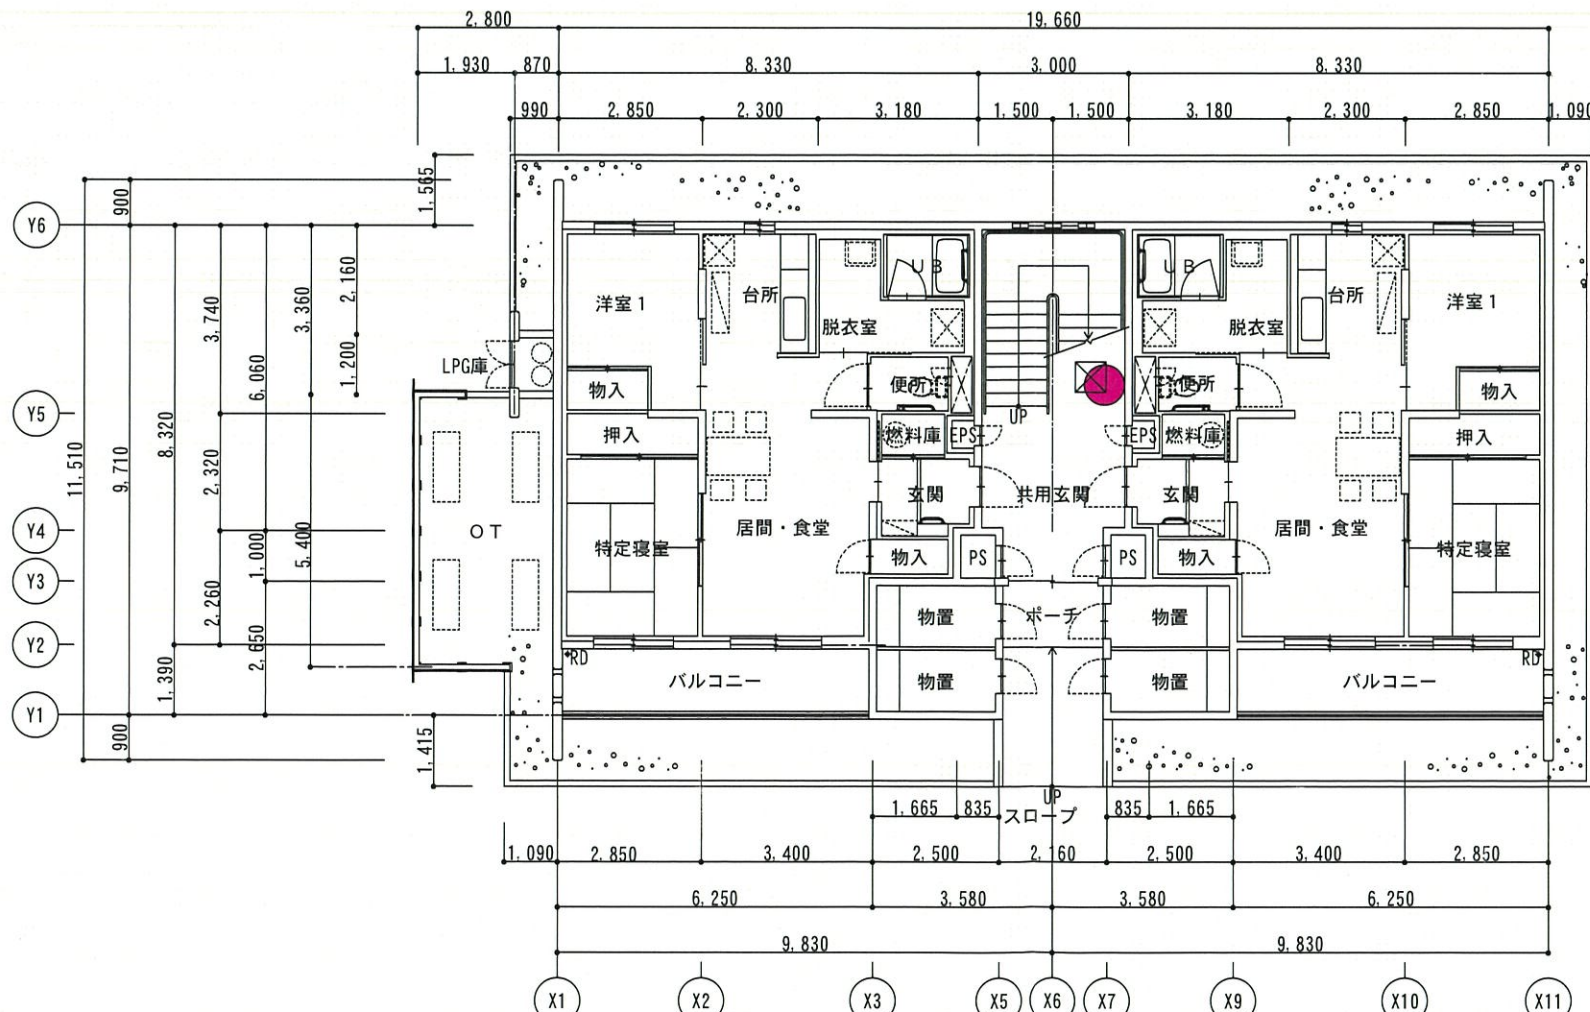 2,800 19,660
1,930 870 8,330 3,000 8,330
990 2,850 2,300 3,180 1,500 1,500 3,180 2,300 2,850 1,090
1,565
900
Y6
2,160
3,740
3,360
6,060
1,200
8,320
11,510
9,710
2,320
5,400
1,000
2,260
2,650
1,390
900
1,415
Y5
Y4
Y3
Y2
Y1
UB UB
洋室1 台所 台所 洋室1
脱衣室 脱衣室
LPG庫
物入 便所 便所 物入
UP
押入 燃料庫 EPS EPS 燃料庫 押入
玄関 共用玄関 玄関
OT
居間・食堂 居間・食堂
特定寝室 特定寝室
物入 PS PS 物入
物置 ポーチ 物置
RD RD
バルコニー 物置 物置 バルコニー
UP
スロープ
1,665 835 835 1,665
1,090 2,850 3,400 2,500 2,160 2,500 3,400 2,850
6,250 3,580 3,580 6,250
9,830 9,830
X1 X2 X3 X5 X6 X7 X9 X10 X11